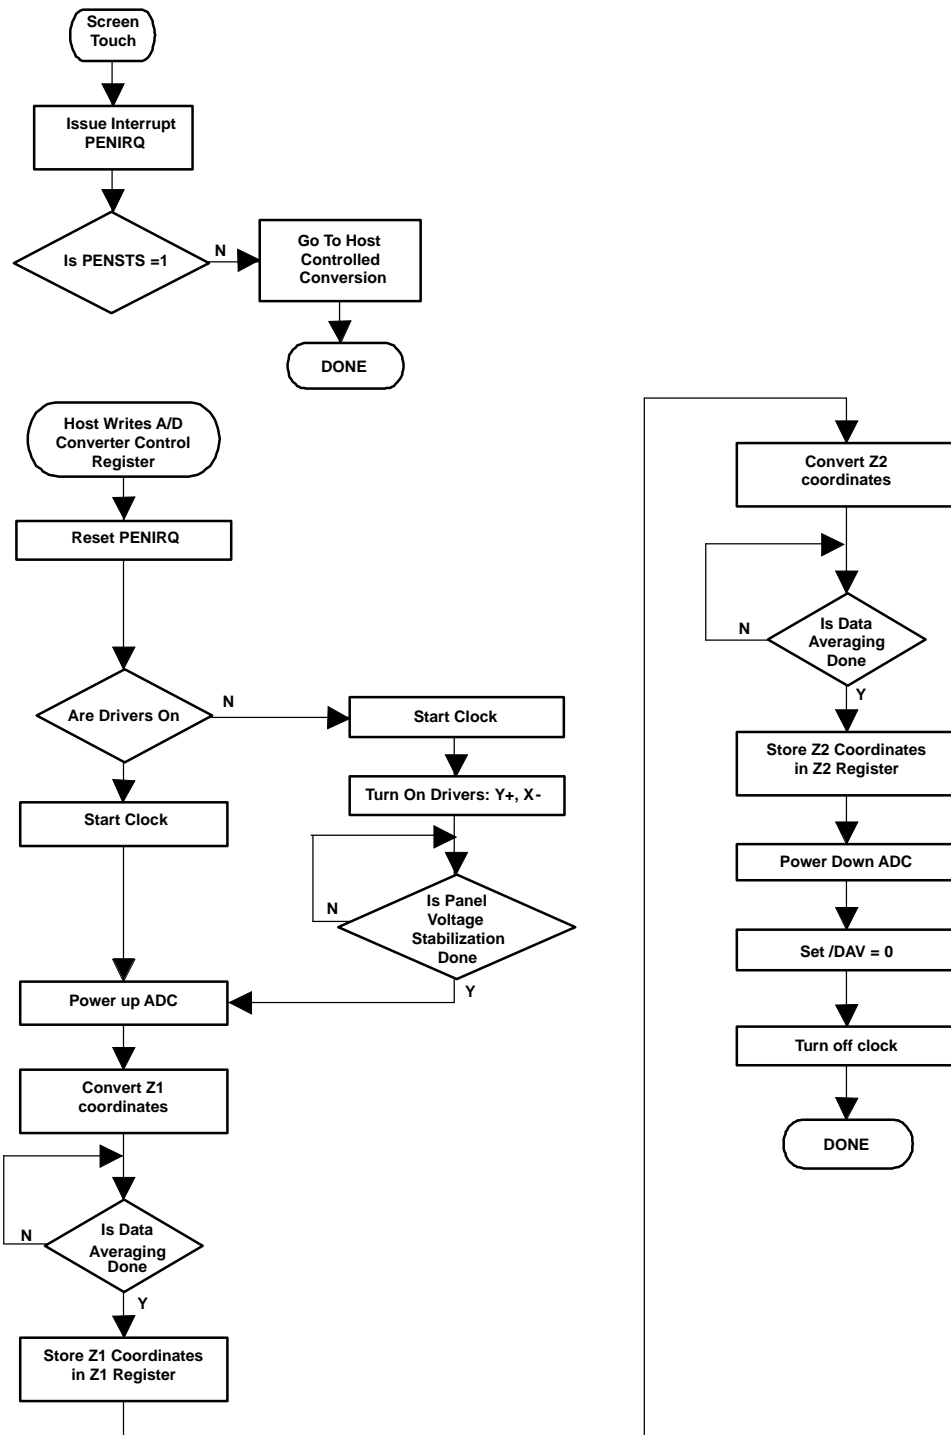 Screen
Touch
Issue Interrupt
PENIRQ
Is PENSTS =1
N
Go To Host
Controlled
Conversion
DONE
Host Writes A/D
Converter Control
Register
Reset PENIRQ
Are Drivers On
N
Start Clock
Start Clock
Turn On Drivers: Y+, X-
Is Panel
Voltage
Stabilization
Done
N
Y
Power up ADC
Convert Z1
coordinates
Is Data
Averaging
Done
N
Y
Store Z1 Coordinates
in Z1 Register
Convert Z2
coordinates
Is Data
Averaging
Done
N
Y
Store Z2 Coordinates
in Z2 Register
Power Down ADC
Set /DAV = 0
Turn off clock
DONE